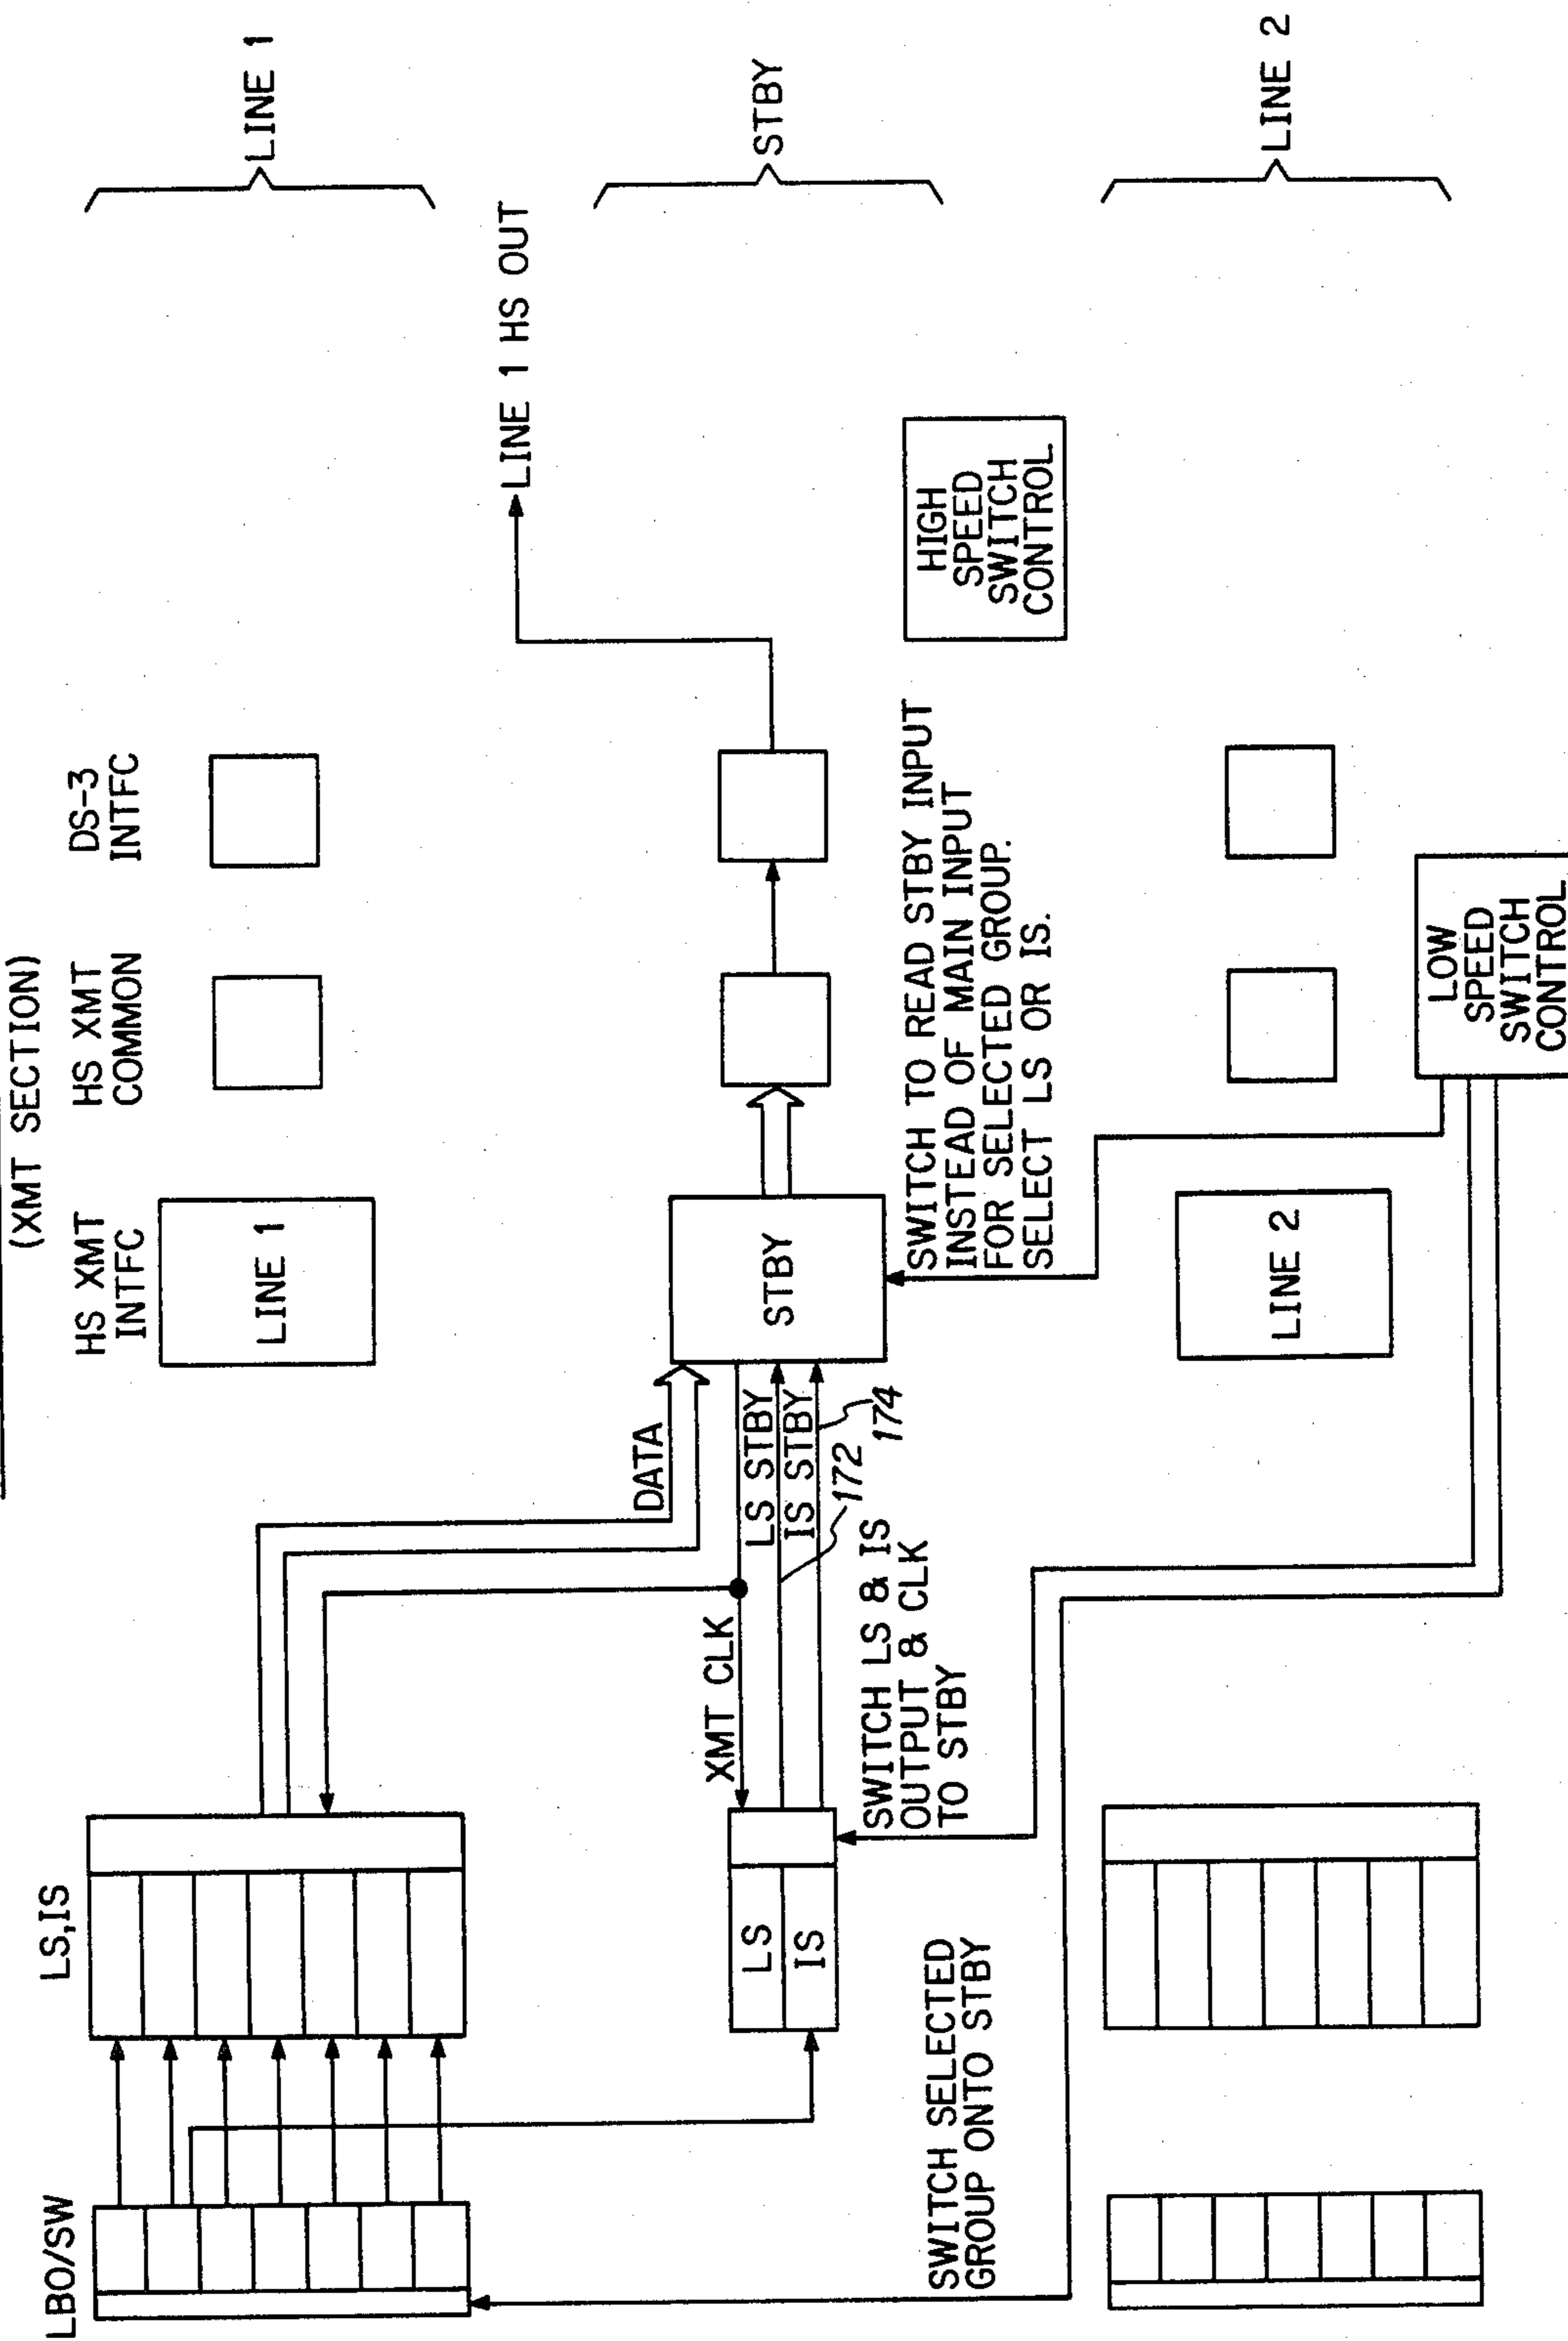 (XMT SECTION)
LBO/SW
LS,IS
HS XMT
INTFC
HS XMT
COMMON
DS-3
INTFC
LINE 1
LINE 1
DATA
LINE 1 HS OUT
XMT CLK
LS STBY
IS STBY
172
174
LS
IS
STBY
STBY
SWITCH LS & IS
OUTPUT & CLK
TO STBY
SWITCH TO READ STBY INPUT
INSTEAD OF MAIN INPUT
FOR SELECTED GROUP.
SELECT LS OR IS.
HIGH
SPEED
SWITCH
CONTROL
SWITCH SELECTED
GROUP ONTO STBY
LINE 2
LINE 2
LOW
SPEED
SWITCH
CONTROL